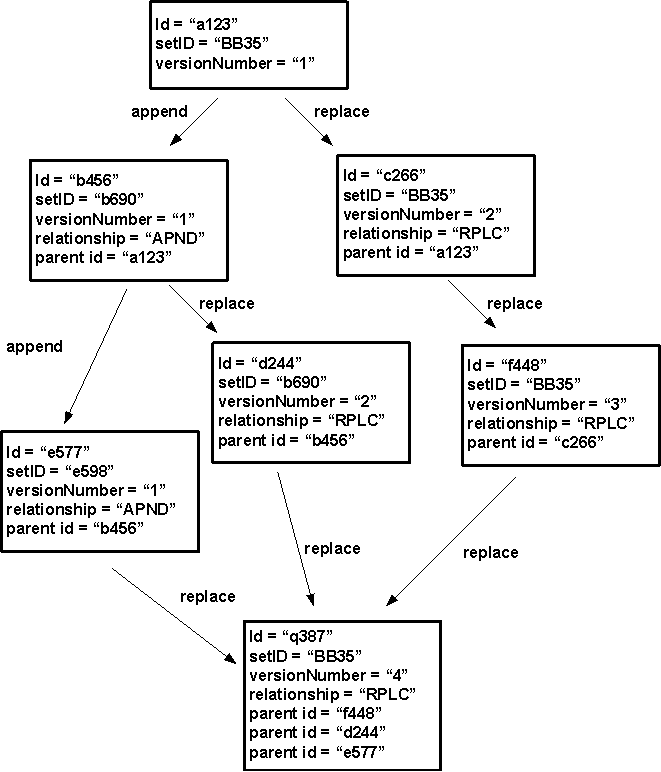 Id = “a123”
setID = “BB35”
versionNumber = “1”
append
replace
Id = “b456”
setID = “b690”
versionNumber = “1”
relationship = “APND”
parent id = “a123”
Id = “c266”
setID = “BB35”
versionNumber = “2”
relationship = “RPLC”
parent id = “a123”
replace
replace
append
Id = “d244”
setID = “b690”
versionNumber = “2”
relationship = “RPLC”
parent id = “b456”
Id = “f448”
setID = “BB35”
versionNumber = “3”
relationship = “RPLC”
parent id = “c266”
Id = “e577”
setID = “e598”
versionNumber = “1”
relationship = “APND”
parent id = “b456”
replace
replace
replace
Id = “q387”
setID = “BB35”
versionNumber = “4”
relationship = “RPLC”
parent id = “f448”
parent id = “d244”
parent id = “e577”